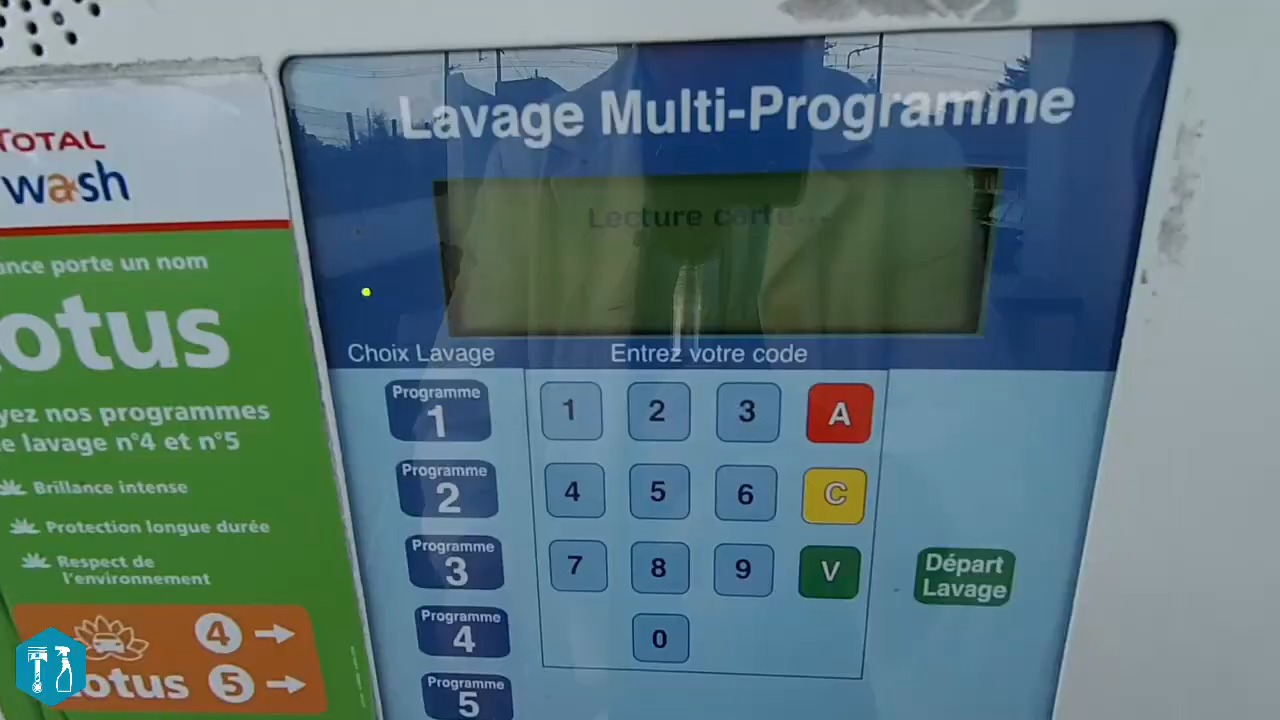 Lavage Multi-Programme
Lecture carte...
Choix Lavage
Entrez votre code
Programme
1
Programme
2
Programme
3
Programme
4
Programme
5
1
2
3
A
4
5
6
C
7
8
9
V
0
Départ
Lavage
TOTAL
wash
porte un nom
otus
nos programmes
lavage n°4 et n°5
Brillance intense
Protection longue durée
Respect de
l'environnement
4
lotus
5